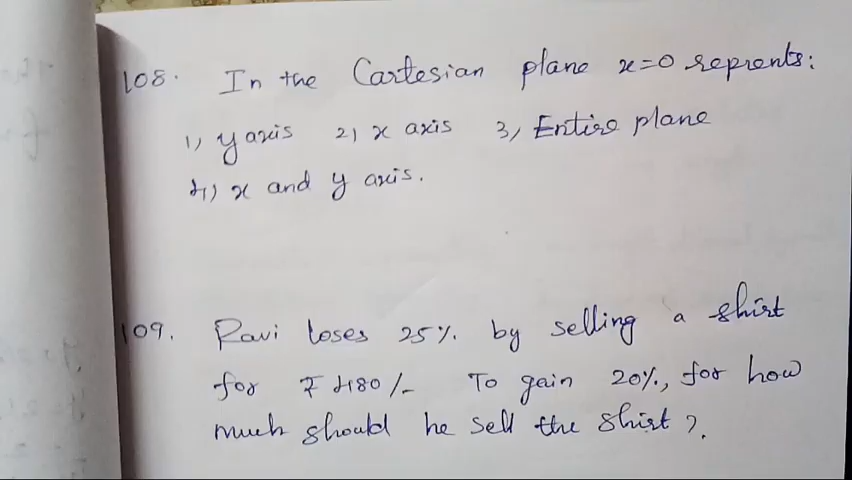 108. In the Cartesian plane x=0 reprents:
1) y axis 2) x axis 3) Entire plane
4) x and y axis.
109. Ravi loses 25%. by selling a shirt
for ₹ 480/- To gain 20%, for how
much should he sell the shirt?